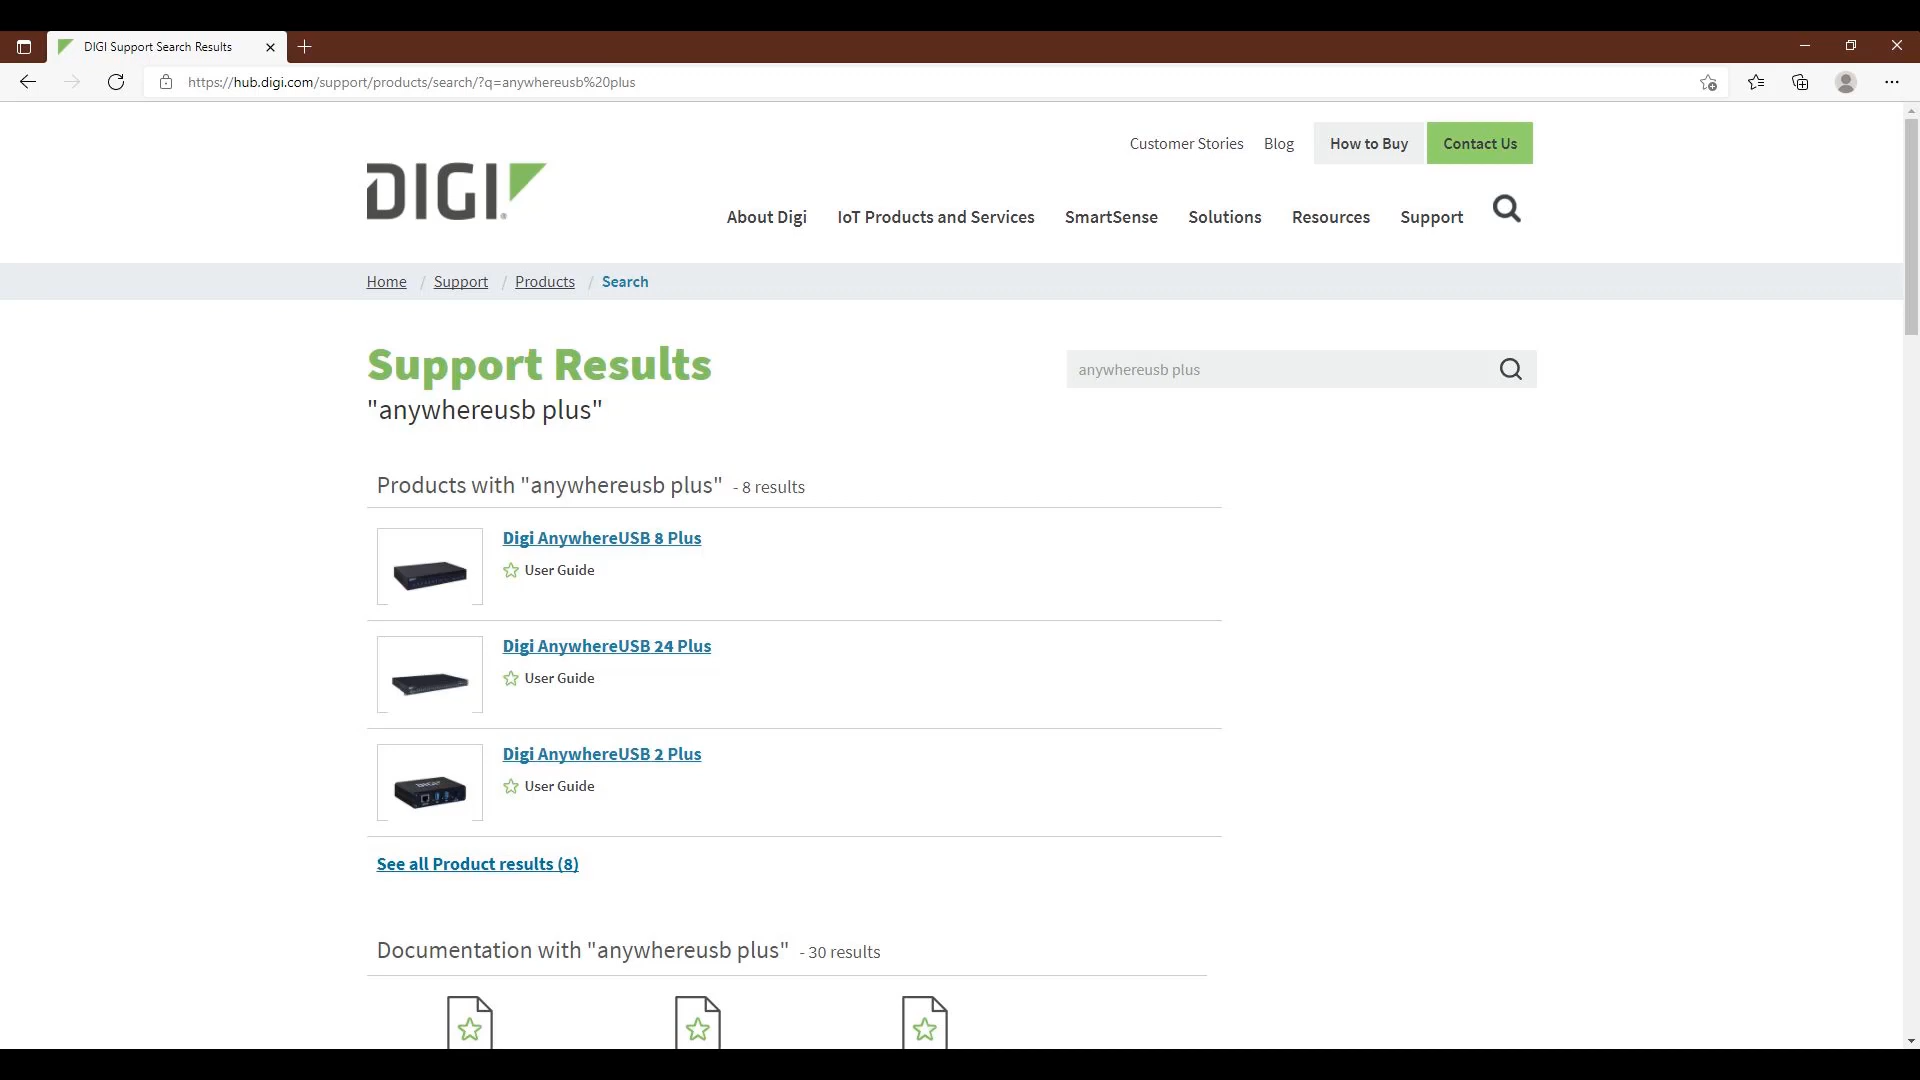 DIGI Support Search Results
https://hub.digi.com/support/products/search/?q=anywhereusb%20plus
Customer Stories
Blog
How to Buy
Contact Us
DIGI
About Digi
IoT Products and Services
SmartSense
Solutions
Resources
Support
Home / Support / Products / Search
Support Results
anywhereusb plus
"anywhereusb plus"
Products with "anywhereusb plus" - 8 results
Digi AnywhereUSB 8 Plus
User Guide
Digi AnywhereUSB 24 Plus
User Guide
Digi AnywhereUSB 2 Plus
User Guide
See all Product results (8)
Documentation with "anywhereusb plus" - 30 results